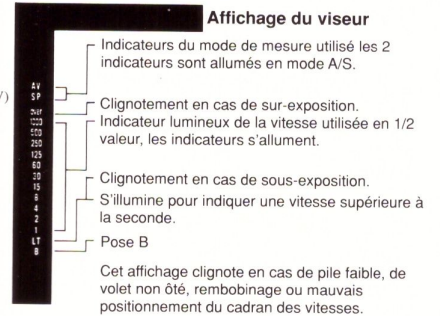 Affichage du viseur
Indicateurs du mode de mesure utilisé les 2
indicateurs sont allumés en mode A/S.
Clignotement en cas de sur-exposition.
Indicateur lumineux de la vitesse utilisée en 1/2
valeur, les indicateurs s'allument.
Clignotement en cas de sous-exposition.
S'illumine pour indiquer une vitesse supérieure à
la seconde.
Pose B
Cet affichage clignote en cas de pile faible, de
volet non ôté, rembobinage ou mauvais
positionnement du cadran des vitesses.
AV
SP
over
1000
500
250
125
60
30
15
8
4
2
1
LT
B